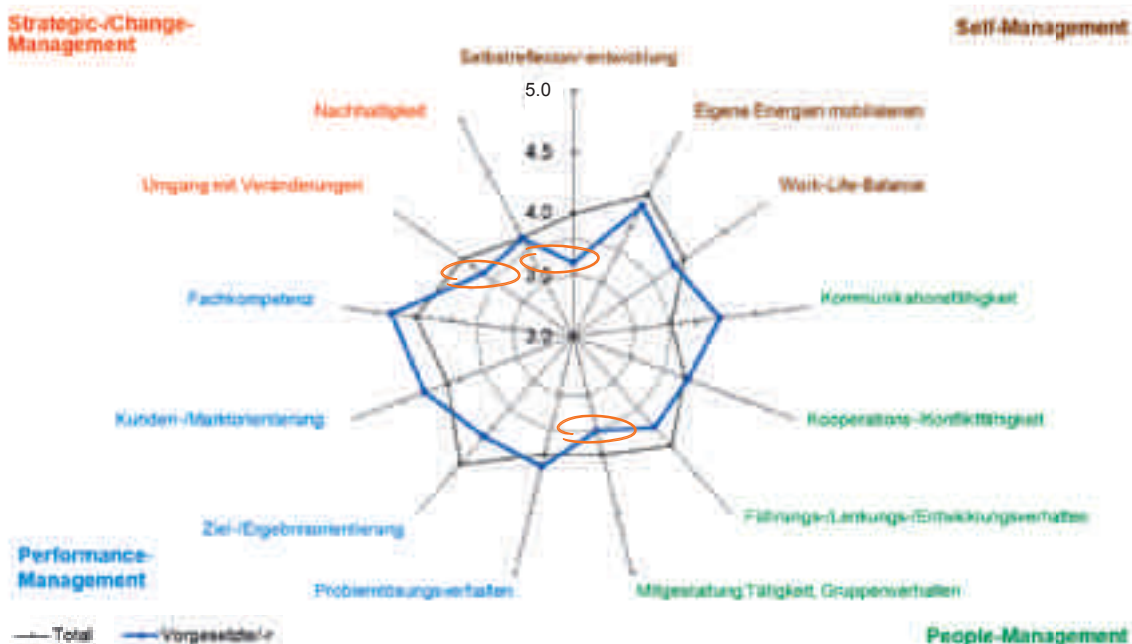 Strategic-/Change-
Management
Self-Management
Selbstreflexion/-entwicklung
5.0
Nachhaltigkeit
Eigene Energien mobilisieren
4.5
Umgang mit Veränderungen
Work-Life-Balance
4.0
3.5
Fachkompetenz
Kommunikationsfähigkeit
3.0
Kunden-/Marktorientierung
Kooperations-/Konfliktfähigkeit
Ziel-/Ergebnisorientierung
Führungs-/Lenkungs-/Entwicklungsverhalten
Performance-
Management
Problemlösungsverhalten
Mitgestaltung Tätigkeit, Gruppenverhalten
Total
Vorgesetzte/-r
People-Management